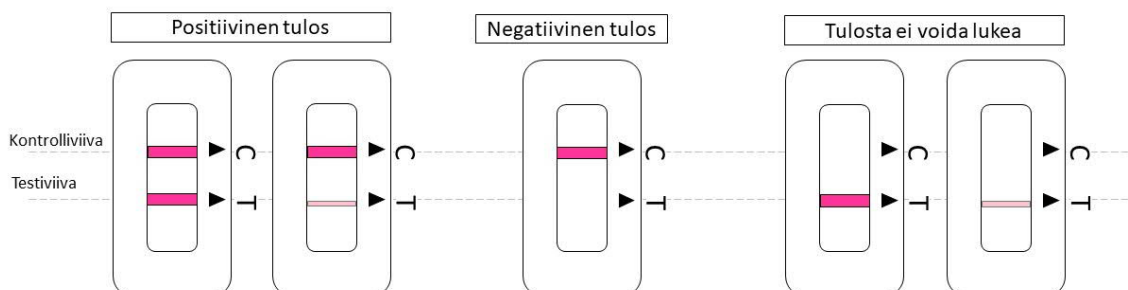 Positiivinen tulos
Negatiivinen tulos
Tulosta ei voida lukea
Kontrolliviiva
C
C
C
C
Testiviiva
T
T
T
T
T